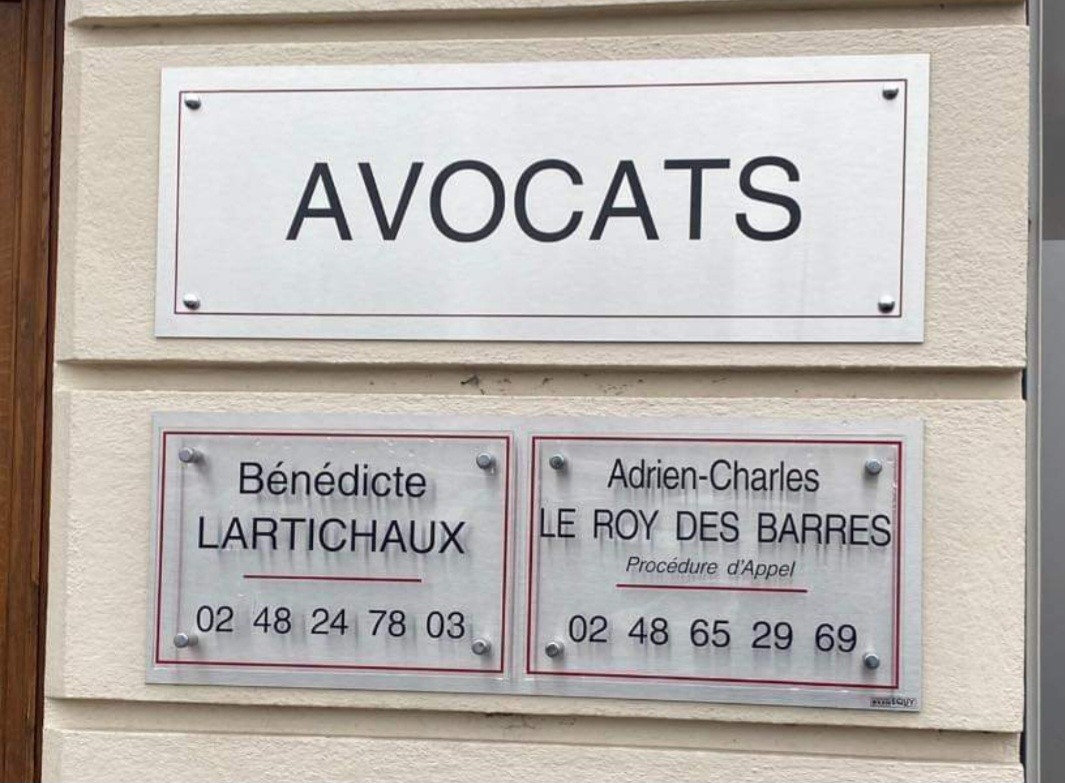 AVOCATS
Bénédicte
LARTICHAUX
02 48 24 78 03
Adrien-Charles
LE ROY DES BARRES
Procédure d'Appel
02 48 65 29 69